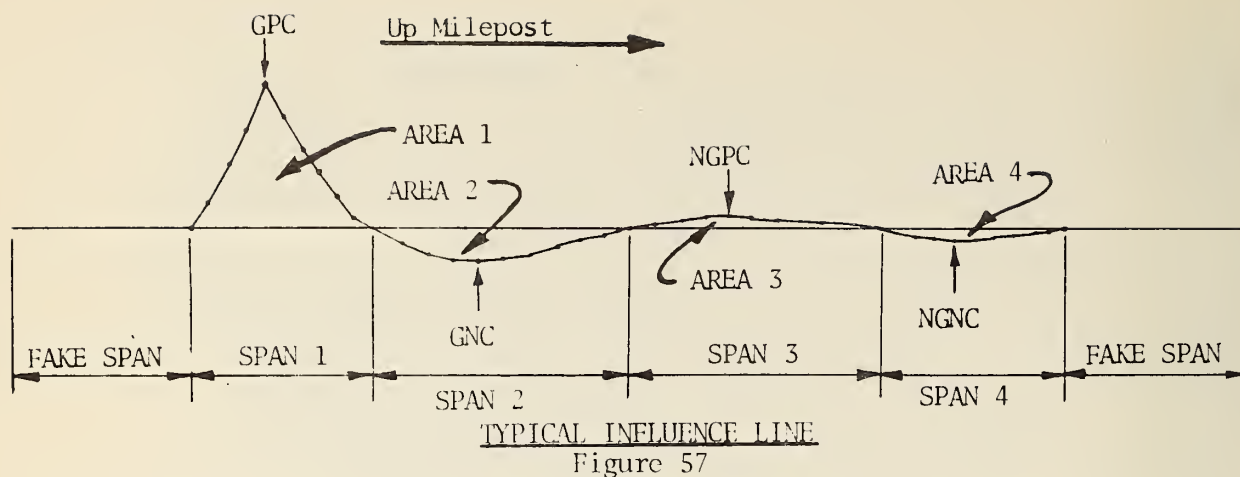 GPC
Up Milepost
AREA 1
NGPC
AREA 2
AREA 4
AREA 3
GNC
NGNC
FAKE SPAN
SPAN 1
SPAN 2
SPAN 3
SPAN 4
FAKE SPAN
TYPICAL INFLUENCE LINE
Figure 57